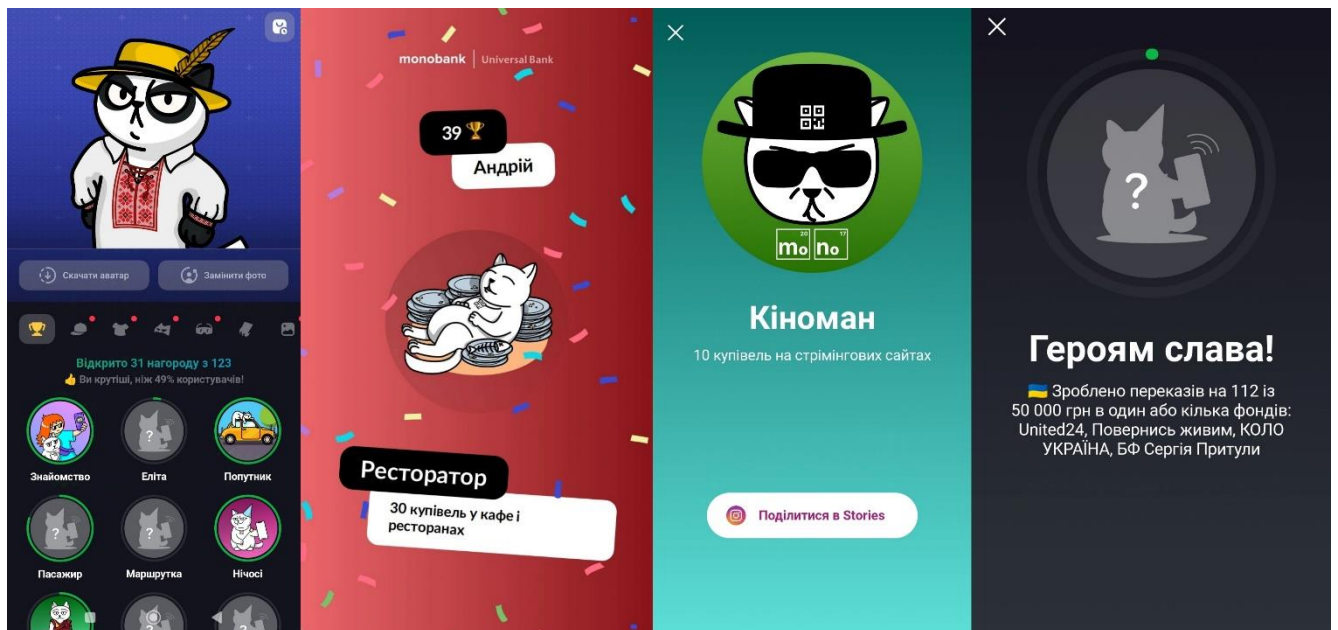 Скачати аватар
Замінити фото
Відкрито 31 нагороду з 123
👍 Ви крутіші, ніж 49% користувачів!
?
Знайомство
Еліта
Попутник
?
?
Пасажир
Маршрутка
Нічосі
?
?
monobank | Universal Bank
39 🏆
Андрій
Ресторатор
30 купівель у кафе і
ресторанах
20
17
mo no
Кіноман
10 купівель на стрімінгових сайтах
Поділитися в Stories
?
Героям слава!
🇺🇦 Зроблено переказів на 112 із
50 000 грн в один або кілька фондів:
United24, Повернись живим, КОЛО
УКРАЇНА, БФ Сергія Притули